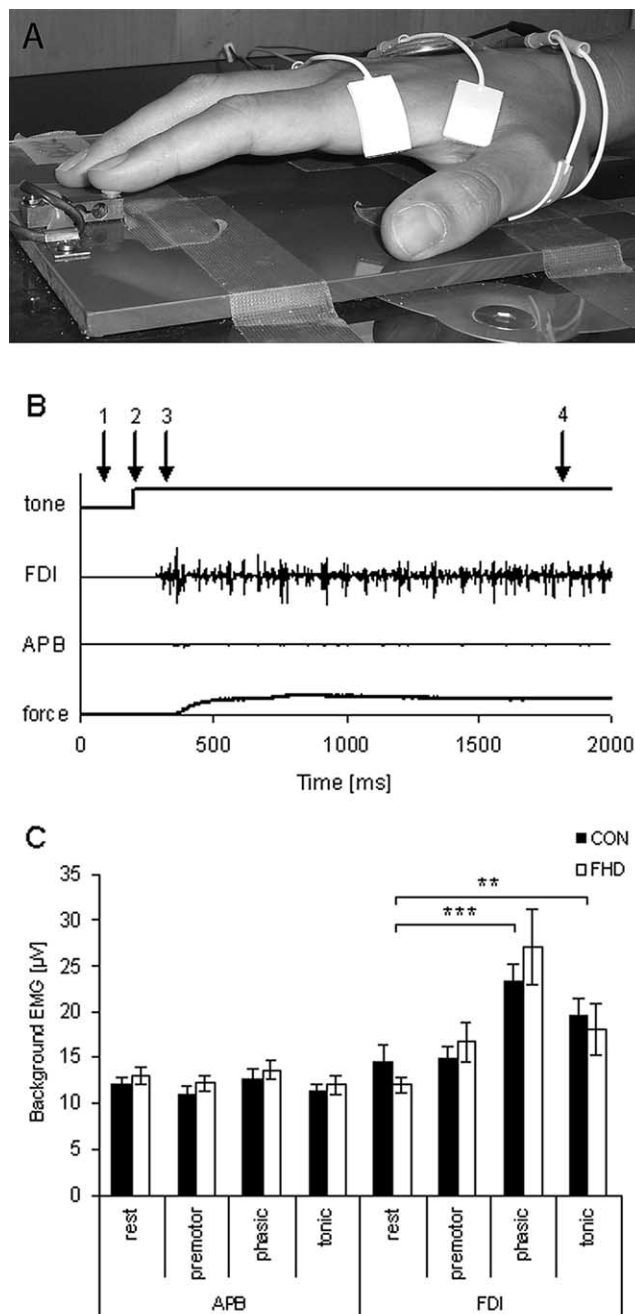 A
B
1 2 3 4
tone
FDI
APB
force
0 500 1000 1500 2000
Time [ms]
C
CON
FHD
35
30
25
20
15
10
5
0
Background EMG [µV]
**
***
rest premotor phasic tonic rest premotor phasic tonic
APB FDI